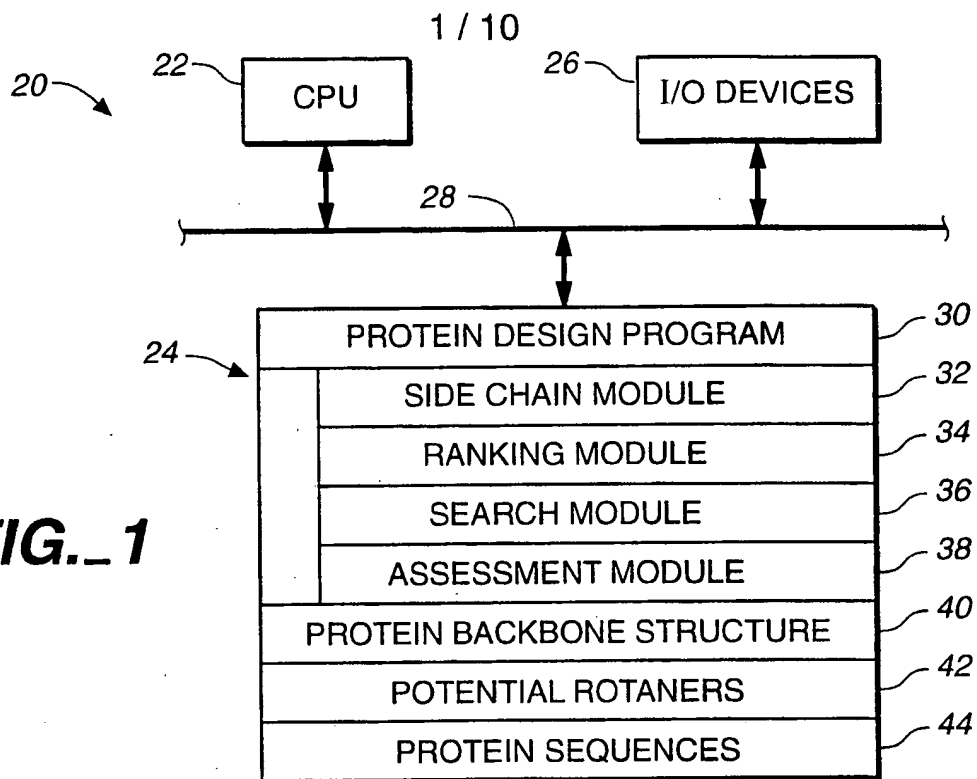 1 / 10
20
22
CPU
26
I/O DEVICES
28
24
PROTEIN DESIGN PROGRAM
30
SIDE CHAIN MODULE
32
RANKING MODULE
34
SEARCH MODULE
36
ASSESSMENT MODULE
38
PROTEIN BACKBONE STRUCTURE
40
POTENTIAL ROTANERS
42
PROTEIN SEQUENCES
44
IG._1